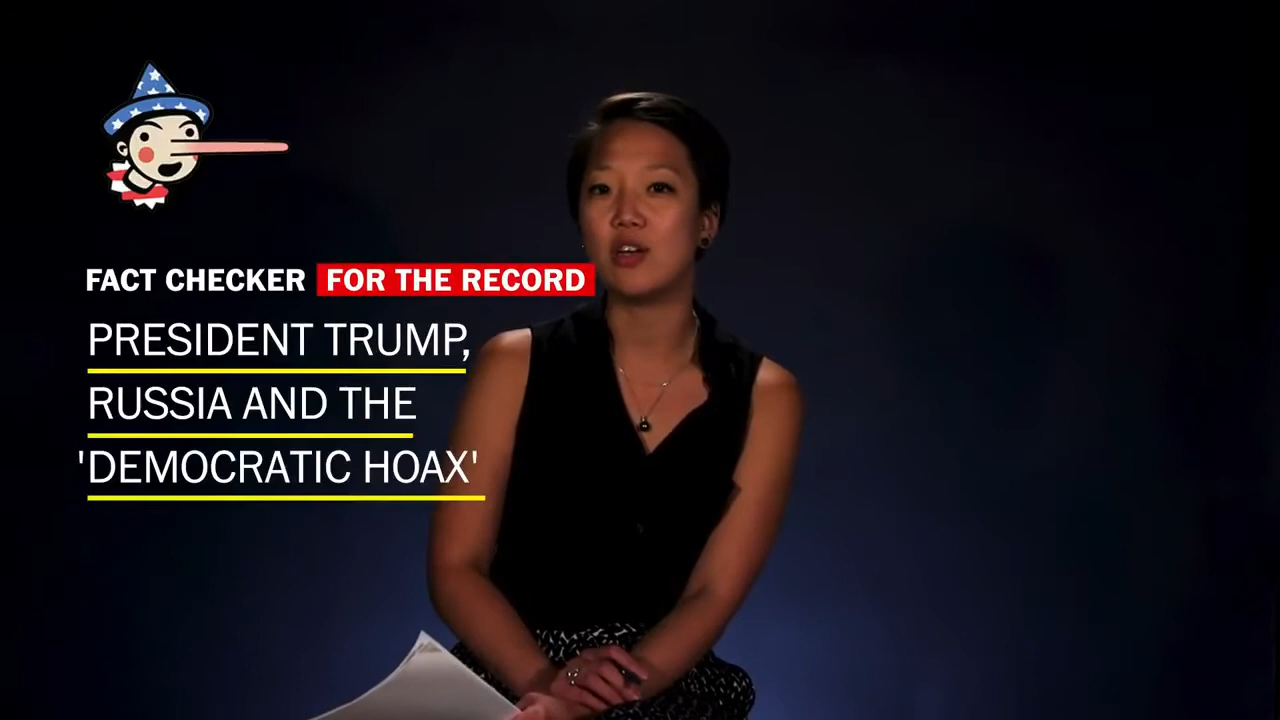 FACT CHECKER FOR THE RECORD
PRESIDENT TRUMP,
RUSSIA AND THE
'DEMOCRATIC HOAX'